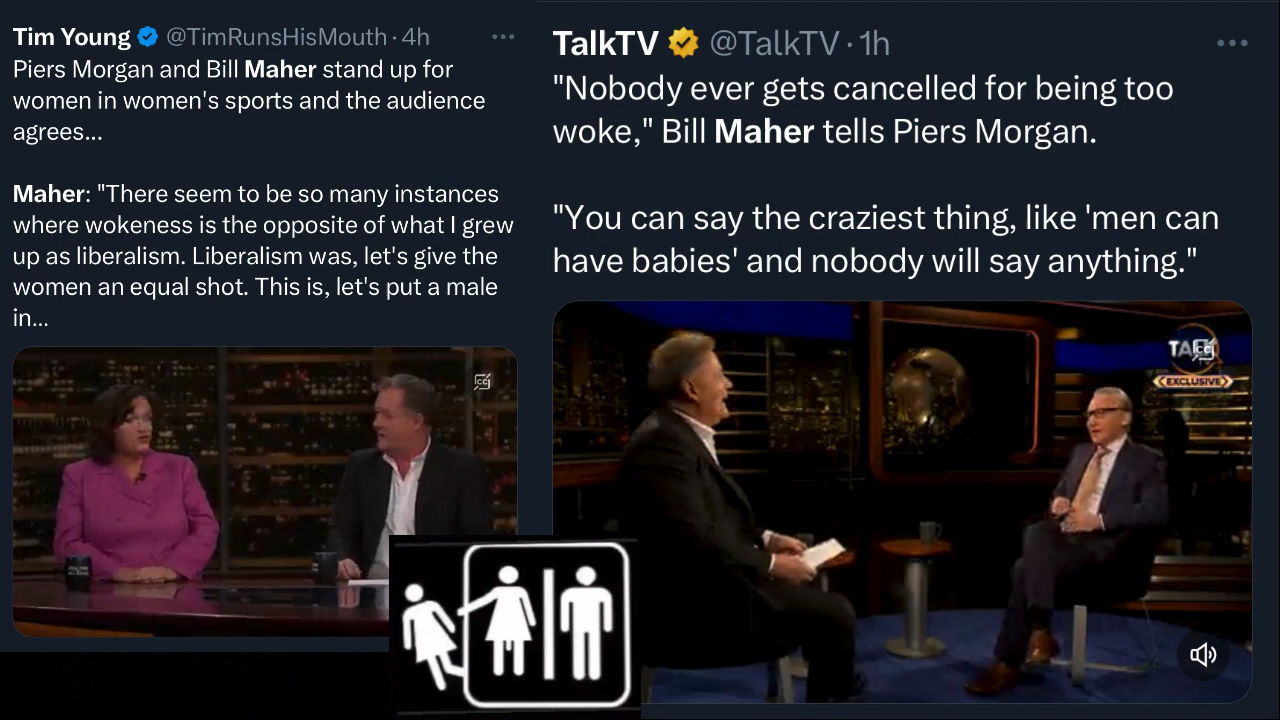 Tim Young @TimRunsHisMouth · 4h
Piers Morgan and Bill Maher stand up for
women in women's sports and the audience
agrees...
Maher: "There seem to be so many instances
where wokeness is the opposite of what I grew
up as liberalism. Liberalism was, let's give the
women an equal shot. This is, let's put a male
in...
CC
TalkTV @TalkTV · 1h
"Nobody ever gets cancelled for being too
woke," Bill Maher tells Piers Morgan.
"You can say the craziest thing, like 'men can
have babies' and nobody will say anything."
CC
EXCLUSIVE